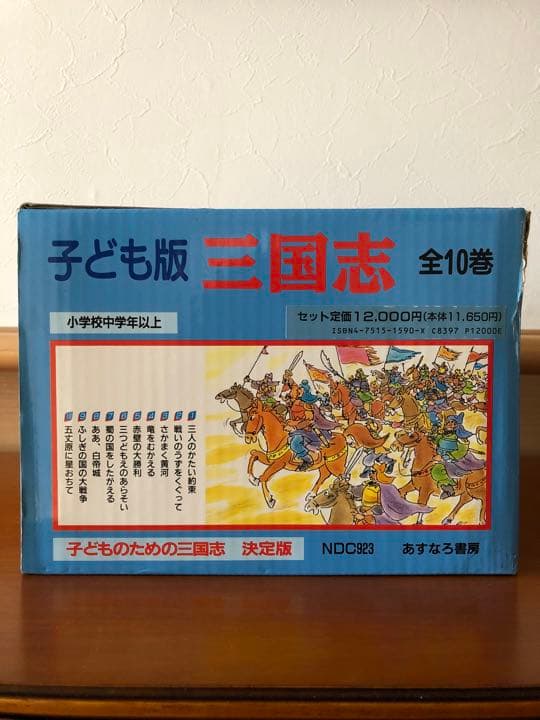 子ども版 三国志 全10巻
小学校中学年以上
セット定価12,000円(本体11,650円)
ISBN4-7515-1590-X C8397 P12000E
1 三人のかたい約束
2 戦いのうずをくぐって
3 さかまく黄河
4 竜をむかえる
5 赤壁の大勝利
6 三つどもえのあらそい
7 蜀の国をしたがえる
8 ああ、白帝城
9 ふしぎの国の大戦争
10 五丈原に星おちて
子どものための三国志 決定版
NDC923
あすなろ書房